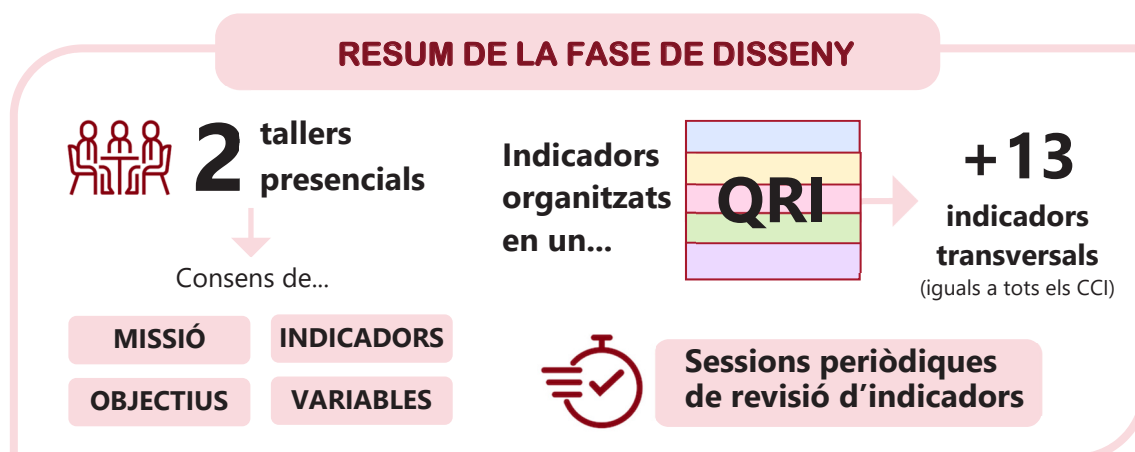 RESUM DE LA FASE DE DISSENY
2
tallers
presencials
Consens de...
MISSIÓ
INDICADORS
OBJECTIUS
VARIABLES
Indicadors
organitzats
en un...
QRI
+13
indicadors
transversals
(iguals a tots els CCI)
Sessions periòdiques
de revisió d’indicadors